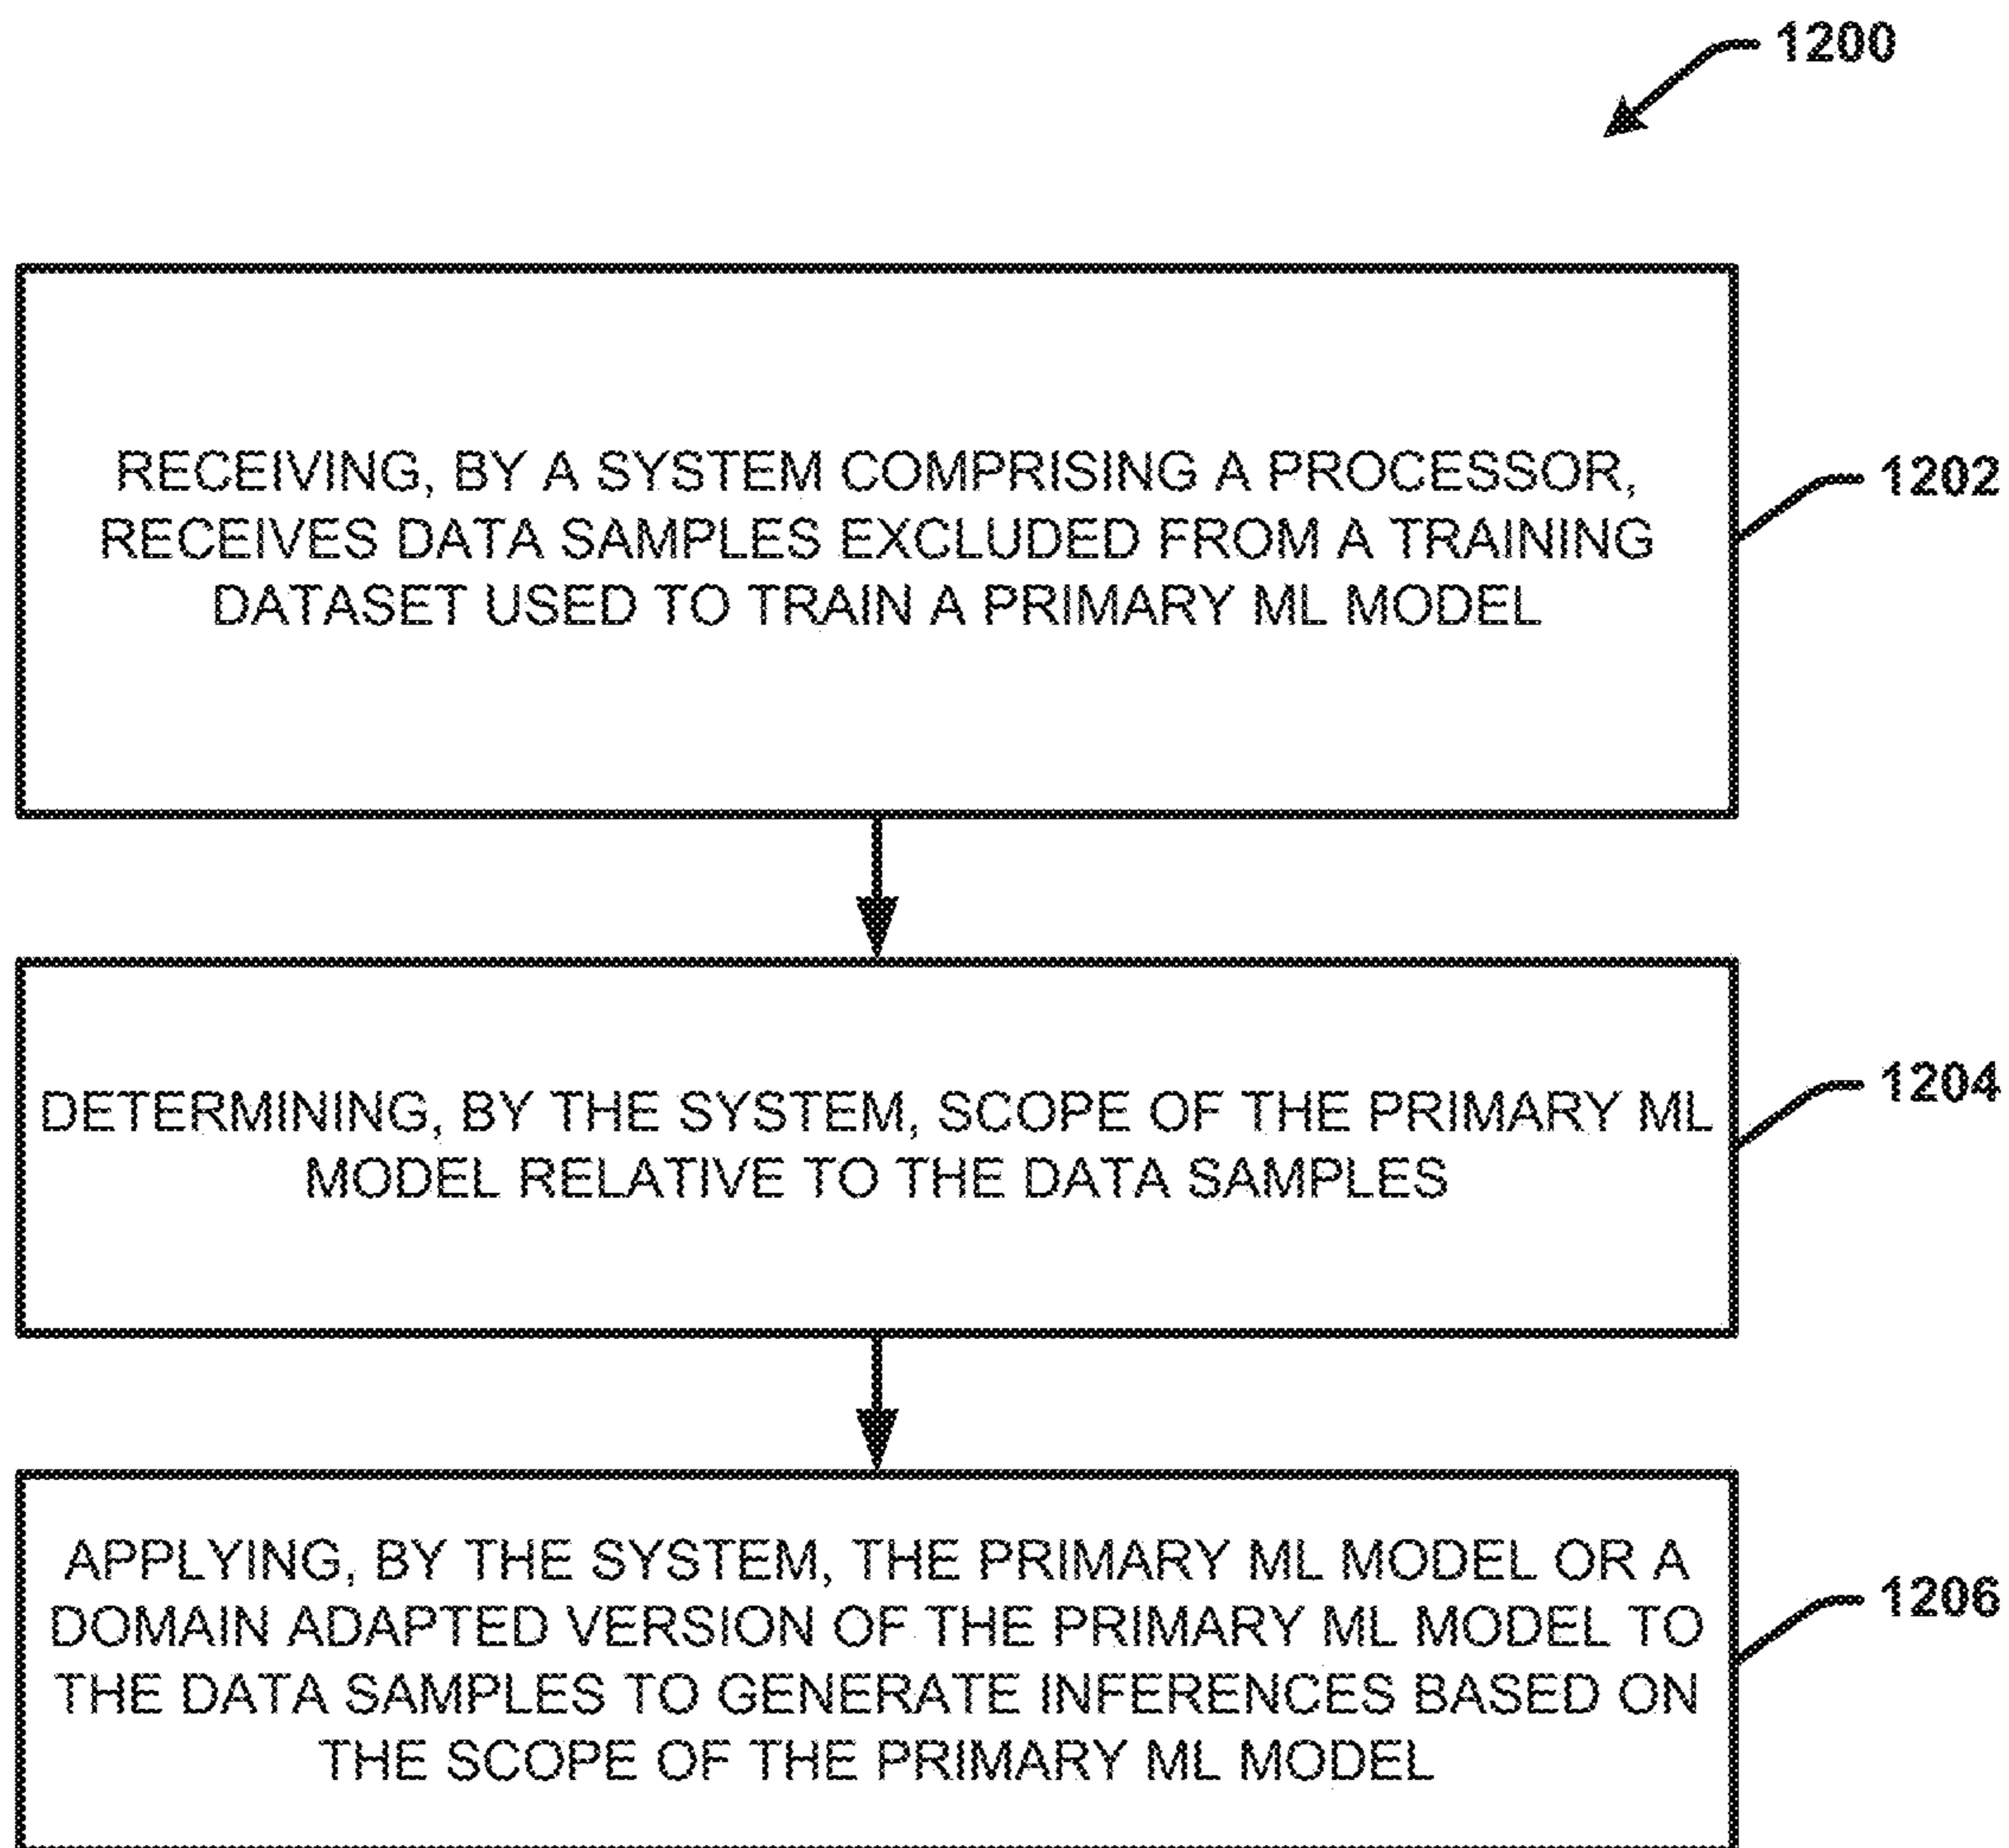 1200
RECEIVING, BY A SYSTEM COMPRISING A PROCESSOR,
RECEIVES DATA SAMPLES EXCLUDED FROM A TRAINING
DATASET USED TO TRAIN A PRIMARY ML MODEL
1202
DETERMINING, BY THE SYSTEM, SCOPE OF THE PRIMARY ML
MODEL RELATIVE TO THE DATA SAMPLES
1204
APPLYING, BY THE SYSTEM, THE PRIMARY ML MODEL OR A
DOMAIN ADAPTED VERSION OF THE PRIMARY ML MODEL TO
THE DATA SAMPLES TO GENERATE INFERENCES BASED ON
THE SCOPE OF THE PRIMARY ML MODEL
1206